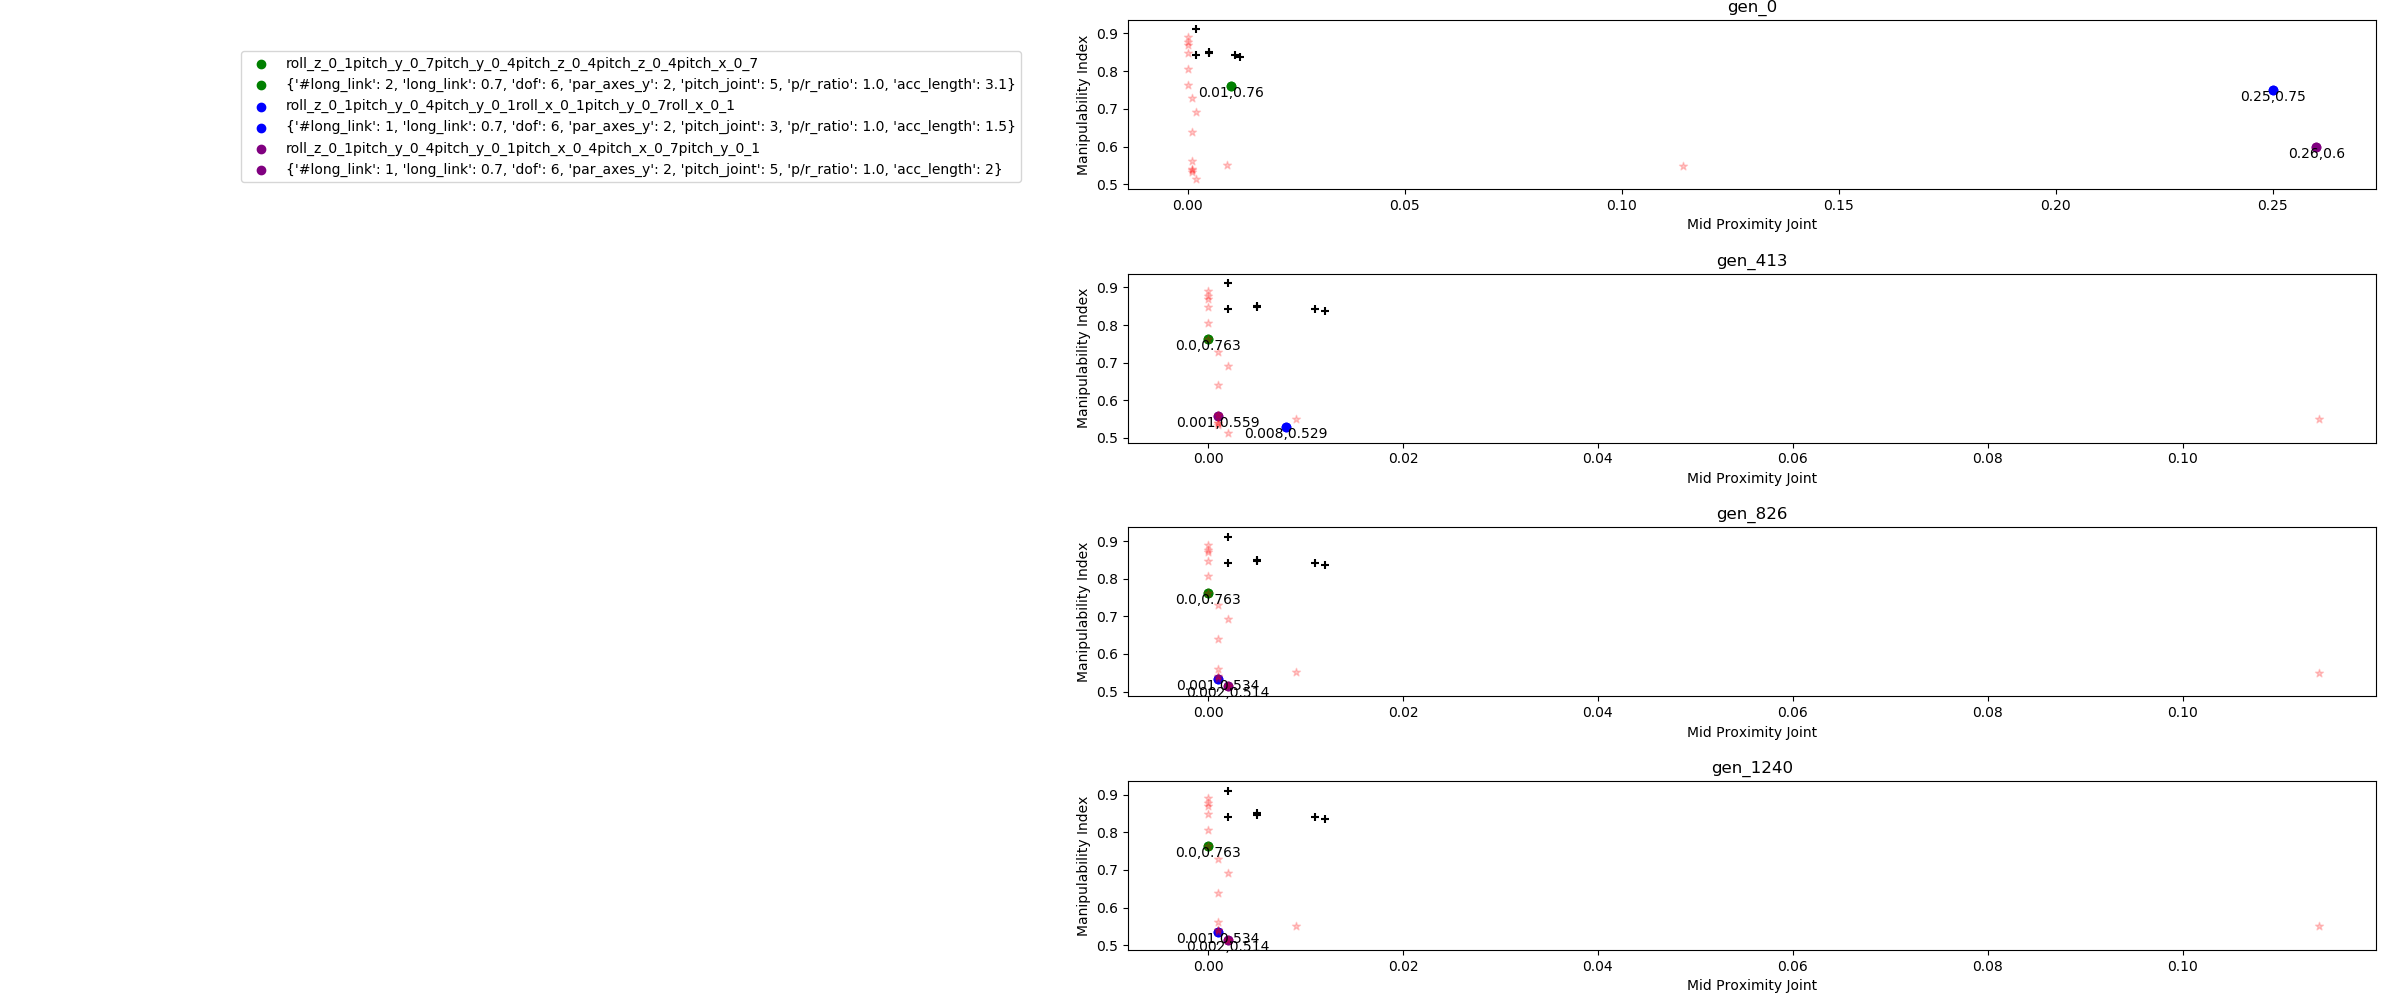 roll_z_0_1pitch_y_0_7pitch_y_0_4pitch_z_0_4pitch_z_0_4pitch_x_0_7
{'#long_link': 2, 'long_link': 0.7, 'dof': 6, 'par_axes_y': 2, 'pitch_joint': 5, 'p/r_ratio': 1.0, 'acc_length': 3.1}
roll_z_0_1pitch_y_0_4pitch_y_0_1roll_x_0_1pitch_y_0_7roll_x_0_1
{'#long_link': 1, 'long_link': 0.7, 'dof': 6, 'par_axes_y': 2, 'pitch_joint': 3, 'p/r_ratio': 1.0, 'acc_length': 1.5}
roll_z_0_1pitch_y_0_4pitch_y_0_1pitch_x_0_4pitch_x_0_7pitch_y_0_1
{'#long_link': 1, 'long_link': 0.7, 'dof': 6, 'par_axes_y': 2, 'pitch_joint': 5, 'p/r_ratio': 1.0, 'acc_length': 2}
gen_0
Manipulability Index
0.9
0.8
0.7
0.6
0.5
0.01,0.76
0.25,0.75
0.26,0.6
0.00 0.05 0.10 0.15 0.20 0.25
Mid Proximity Joint
gen_413
Manipulability Index
0.9
0.8
0.7
0.6
0.5
0.0,0.763
0.001,0.559
0.008,0.529
0.00 0.02 0.04 0.06 0.08 0.10
Mid Proximity Joint
gen_826
Manipulability Index
0.9
0.8
0.7
0.6
0.5
0.0,0.763
0.001,0.534
0.002,0.514
0.00 0.02 0.04 0.06 0.08 0.10
Mid Proximity Joint
gen_1240
Manipulability Index
0.9
0.8
0.7
0.6
0.5
0.0,0.763
0.001,0.534
0.002,0.514
0.00 0.02 0.04 0.06 0.08 0.10
Mid Proximity Joint